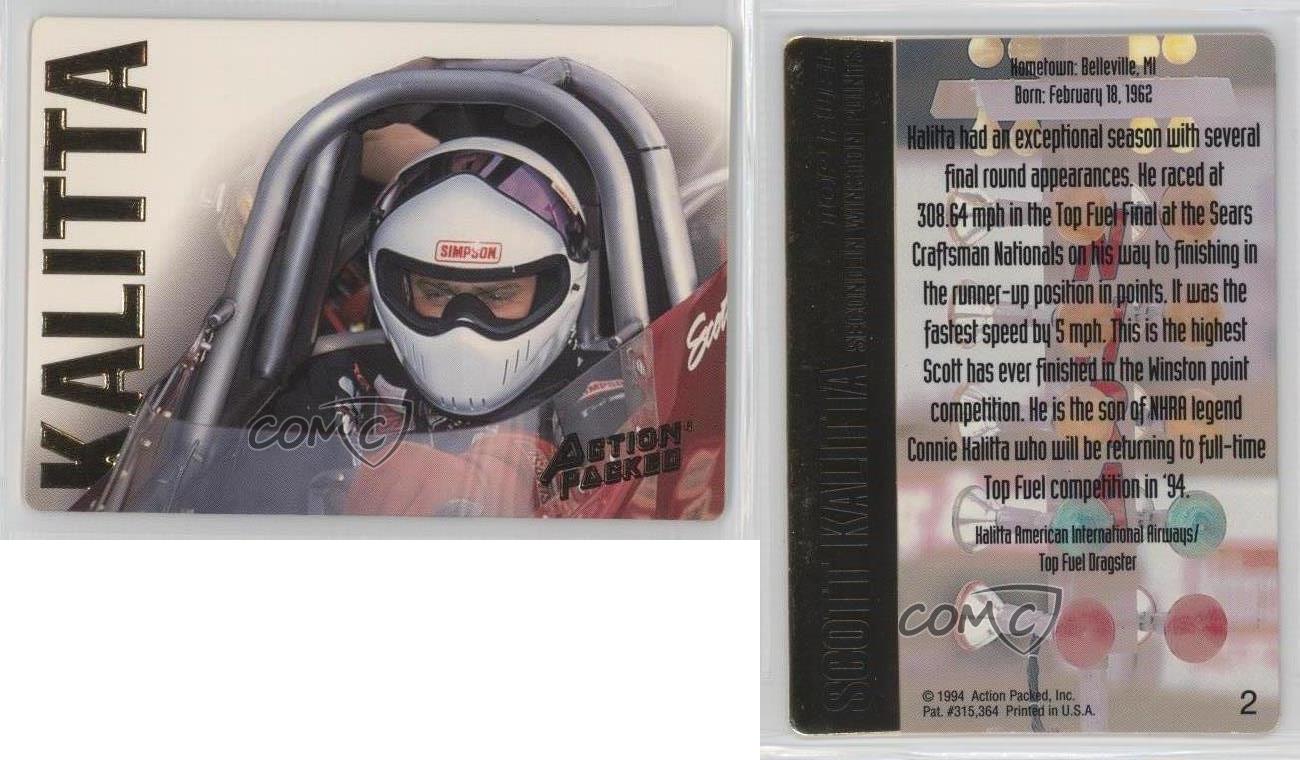 KALITTA
SIMPSON
Scot
SIMPSON
ACTION
PACKED
COMC
Hometown: Belleville, MI
Born: February 18, 1962
Kalitta had an exceptional season with several
final round appearances. He raced at
308.64 mph in the Top Fuel Final at the Sears
Craftsman Nationals on his way to finishing in
the runner-up position in points. It was the
fastest speed by 5 mph. This is the highest
Scott has ever finished in the Winston point
competition. He is the son of NHRA legend
Connie Kalitta who will be returning to full-time
Top Fuel competition in '94.
Kalitta American International Airways/
Top Fuel Dragster
SCOTT KALITTA
SECOND IN WINSTON POINTS
COMC
© 1994 Action Packed, Inc.
Pat. #315,364 Printed in U.S.A.
2